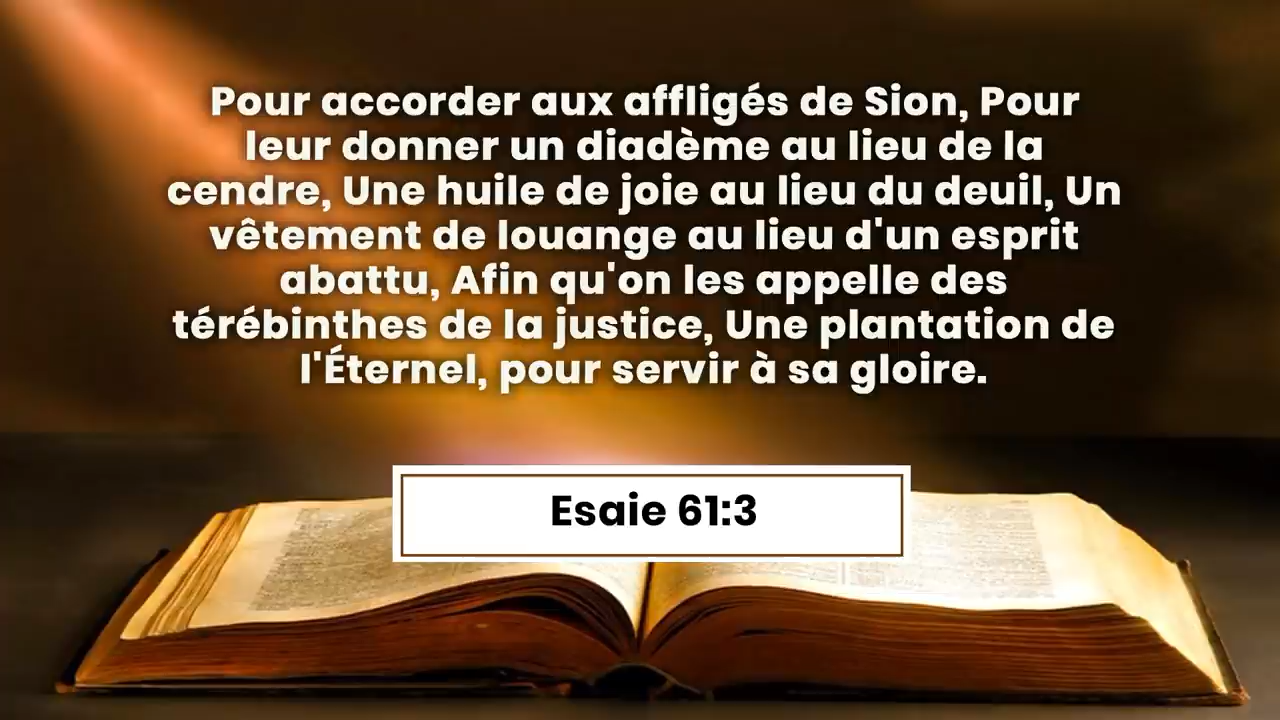 Pour accorder aux affligés de Sion, Pour
leur donner un diadème au lieu de la
cendre, Une huile de joie au lieu du deuil, Un
vêtement de louange au lieu d'un esprit
abattu, Afin qu'on les appelle des
térébinthes de la justice, Une plantation de
l'Éternel, pour servir à sa gloire.
Esaie 61:3